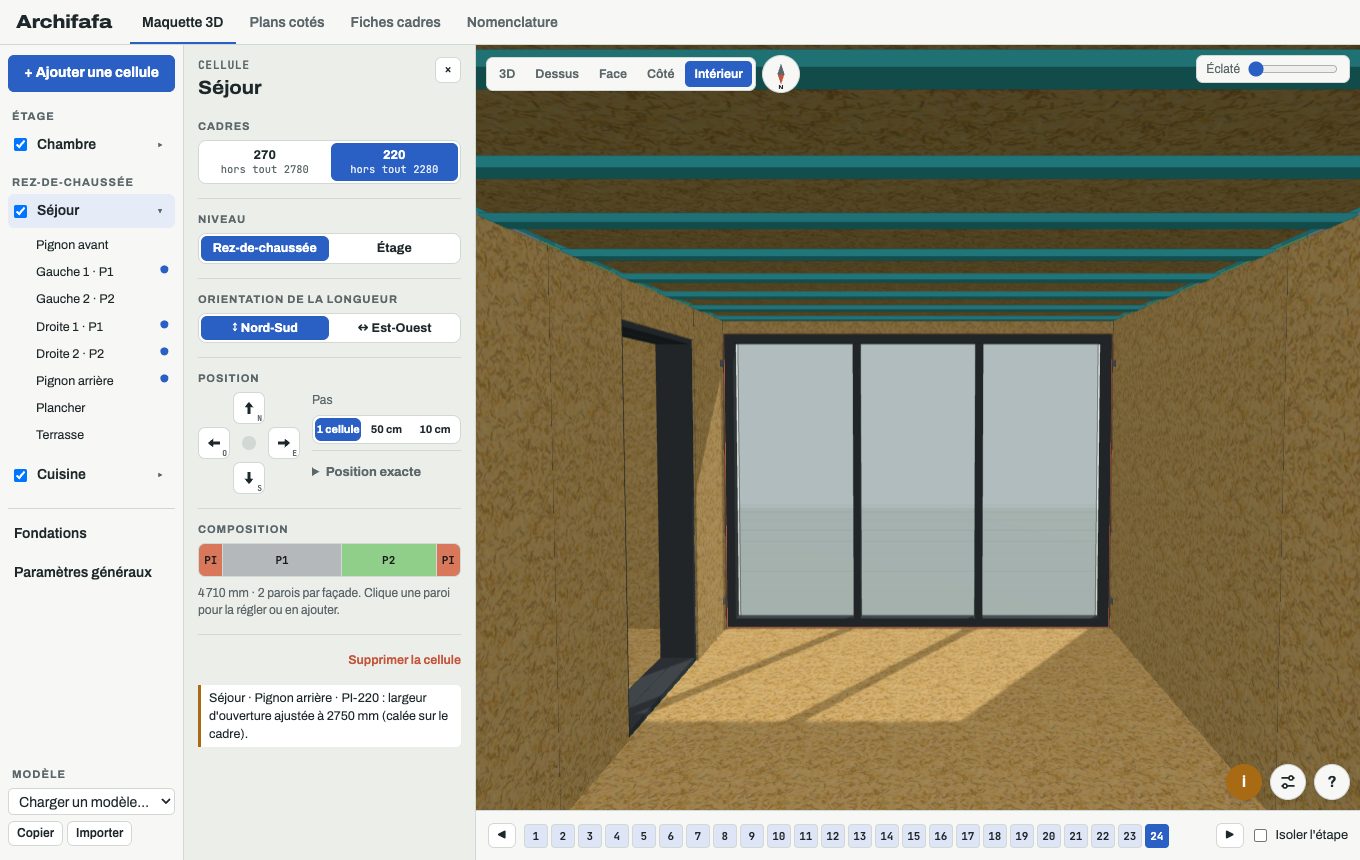 Archifafa
Maquette 3D
Plans cotés
Fiches cadres
Nomenclature
+ Ajouter une cellule
ÉTAGE
Chambre
REZ-DE-CHAUSSÉE
Séjour
Pignon avant
Gauche 1 · P1
Gauche 2 · P2
Droite 1 · P1
Droite 2 · P2
Pignon arrière
Plancher
Terrasse
Cuisine
Fondations
Paramètres généraux
MODÈLE
Charger un modèle...
Copier
Importer
CELLULE
Séjour
×
CADRES
270
hors tout 2780
220
hors tout 2280
NIVEAU
Rez-de-chaussée
Étage
ORIENTATION DE LA LONGUEUR
↕ Nord-Sud
↔ Est-Ouest
POSITION
N
O
E
S
Pas
1 cellule
50 cm
10 cm
Position exacte
COMPOSITION
PI
P1
P2
PI
4710 mm · 2 parois par façade. Clique une paroi
pour la régler ou en ajouter.
Supprimer la cellule
Séjour · Pignon arrière · PI-220 : largeur
d'ouverture ajustée à 2750 mm (calée sur le
cadre).
3D
Dessus
Face
Côté
Intérieur
N
Éclaté
i
?
1
2
3
4
5
6
7
8
9
10
11
12
13
14
15
16
17
18
19
20
21
22
23
24
Isoler l'étape